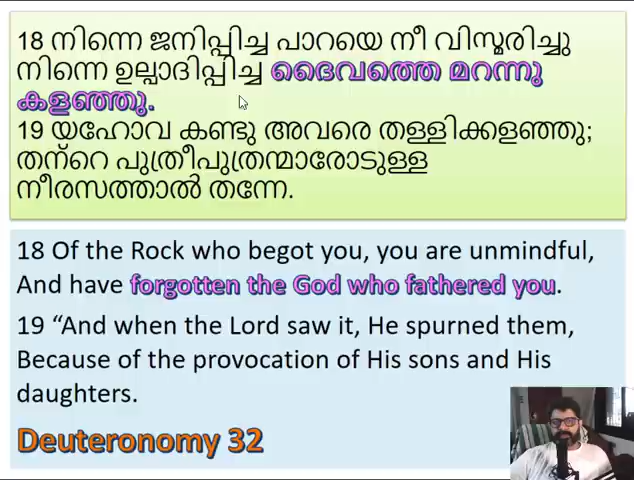 18 നിന്നെ ജനിപ്പിച്ച പാറയെ നീ വിസ്മരിച്ചു
നിന്നെ ഉല്പാദിപ്പിച്ച ദൈവത്തെ മറന്നു
കളഞ്ഞു.
19 യഹോവ കണ്ടു അവരെ തള്ളിക്കളഞ്ഞു;
തന്റെ പുത്രീപുത്രന്മാരോടുള്ള
നീരസത്താൽ തന്നേ.
18 Of the Rock who begot you, you are unmindful,
And have forgotten the God who fathered you.
19 “And when the Lord saw it, He spurned them,
Because of the provocation of His sons and His
daughters.
Deuteronomy 32